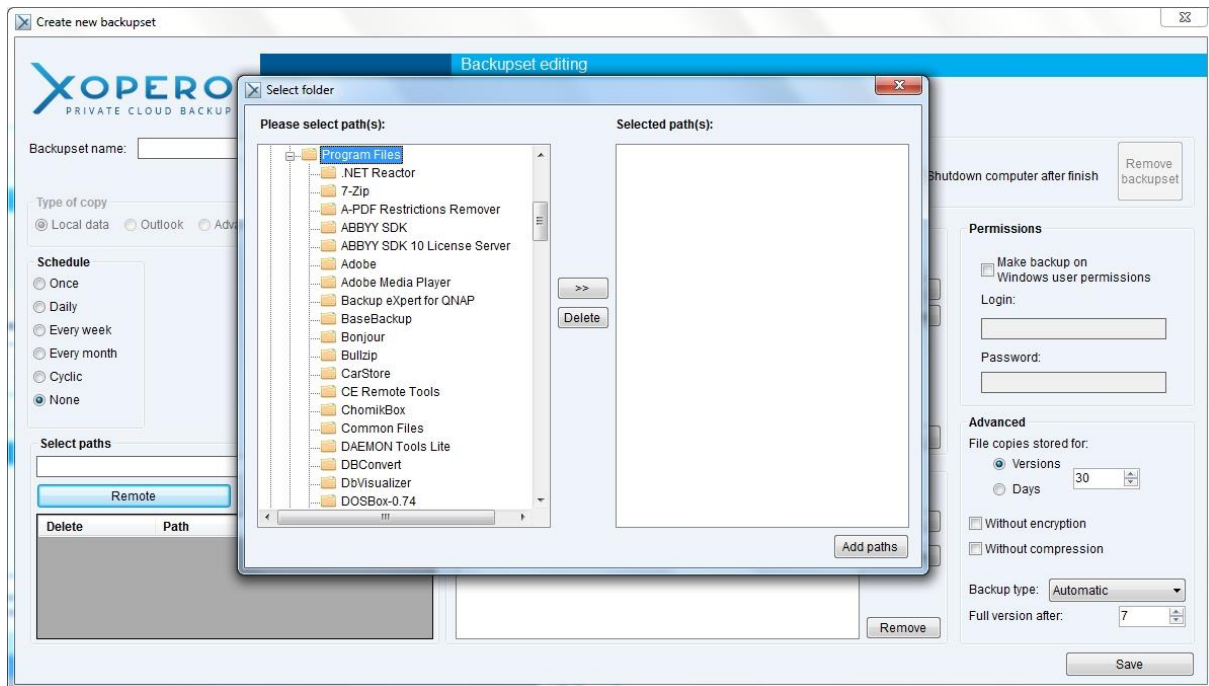 Create new backupset
Backupset editing
XOPERO
PRIVATE CLOUD BACKUP
Select folder
Please select path(s):
Selected path(s):
Program Files
.NET Reactor
7-Zip
A-PDF Restrictions Remover
ABBYY SDK
ABBYY SDK 10 License Server
Adobe
Adobe Media Player
Backup eXpert for QNAP
BaseBackup
Bonjour
Bullzip
CarStore
CE Remote Tools
ChomikBox
Common Files
DAEMON Tools Lite
DBConvert
DbVisualizer
DOSBox-0.74
>>
Delete
Add paths
Backupset name:
Type of copy
Local data
Outlook
Schedule
Once
Daily
Every week
Every month
Cyclic
None
Select paths
Remote
Delete
Path
Shutdown computer after finish
Remove
backupset
Permissions
Make backup on
Windows user permissions
Login:
Password:
Advanced
File copies stored for:
Versions
30
Days
Without encryption
Without compression
Backup type:
Automatic
Full version after:
7
Remove
Save